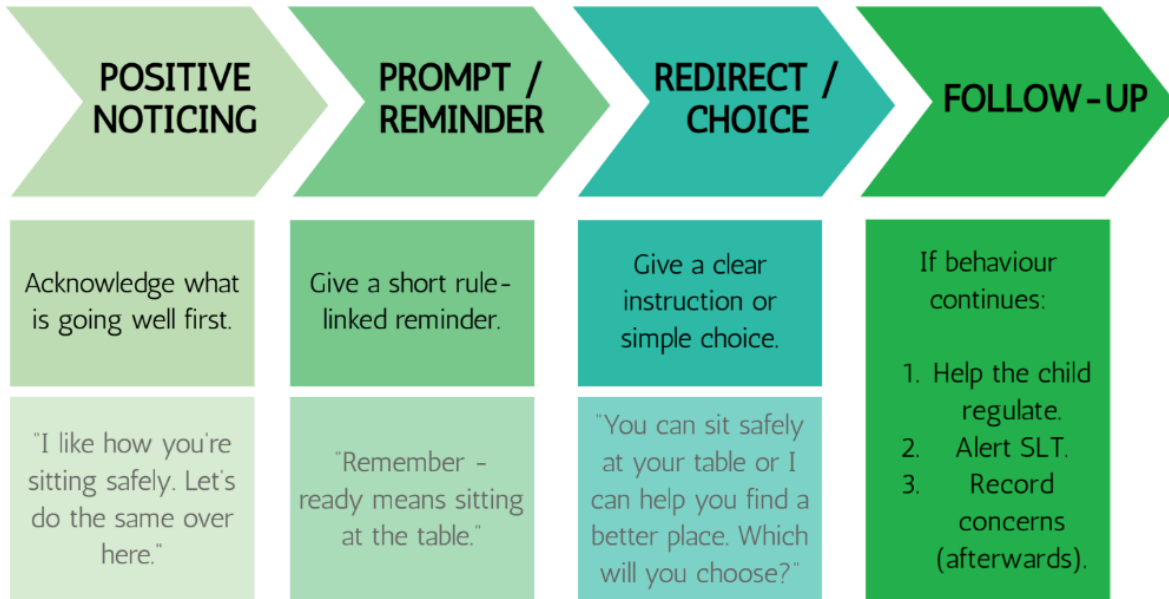 POSITIVE
NOTICING
PROMPT /
REMINDER
REDIRECT /
CHOICE
FOLLOW-UP
Acknowledge what
is going well first.
Give a short rule-
linked reminder.
Give a clear
instruction or
simple choice.
If behaviour
continues:
1. Help the child
regulate.
2. Alert SLT.
3. Record
concerns
(afterwards).
"I like how you're
sitting safely. Let's
do the same over
here."
"Remember -
ready means sitting
at the table."
"You can sit safely
at your table or I
can help you find a
better place. Which
will you choose?"